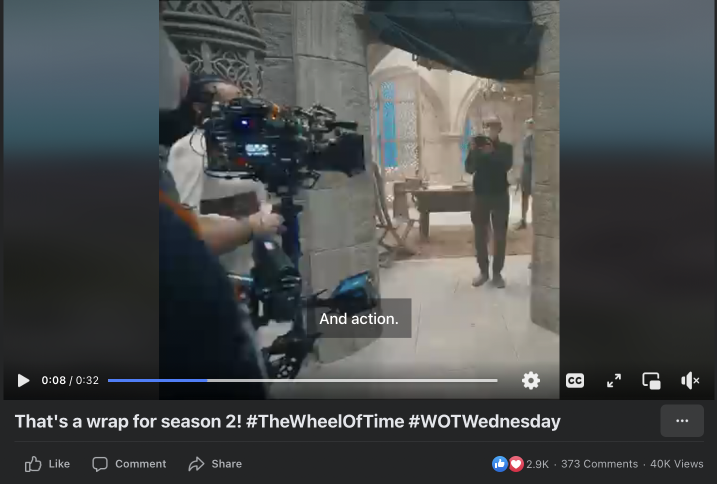 And action.
0:08 / 0:32
CC
That's a wrap for season 2! #TheWheelOfTime #WOTWednesday
Like
Comment
Share
2.9K · 373 Comments · 40K Views